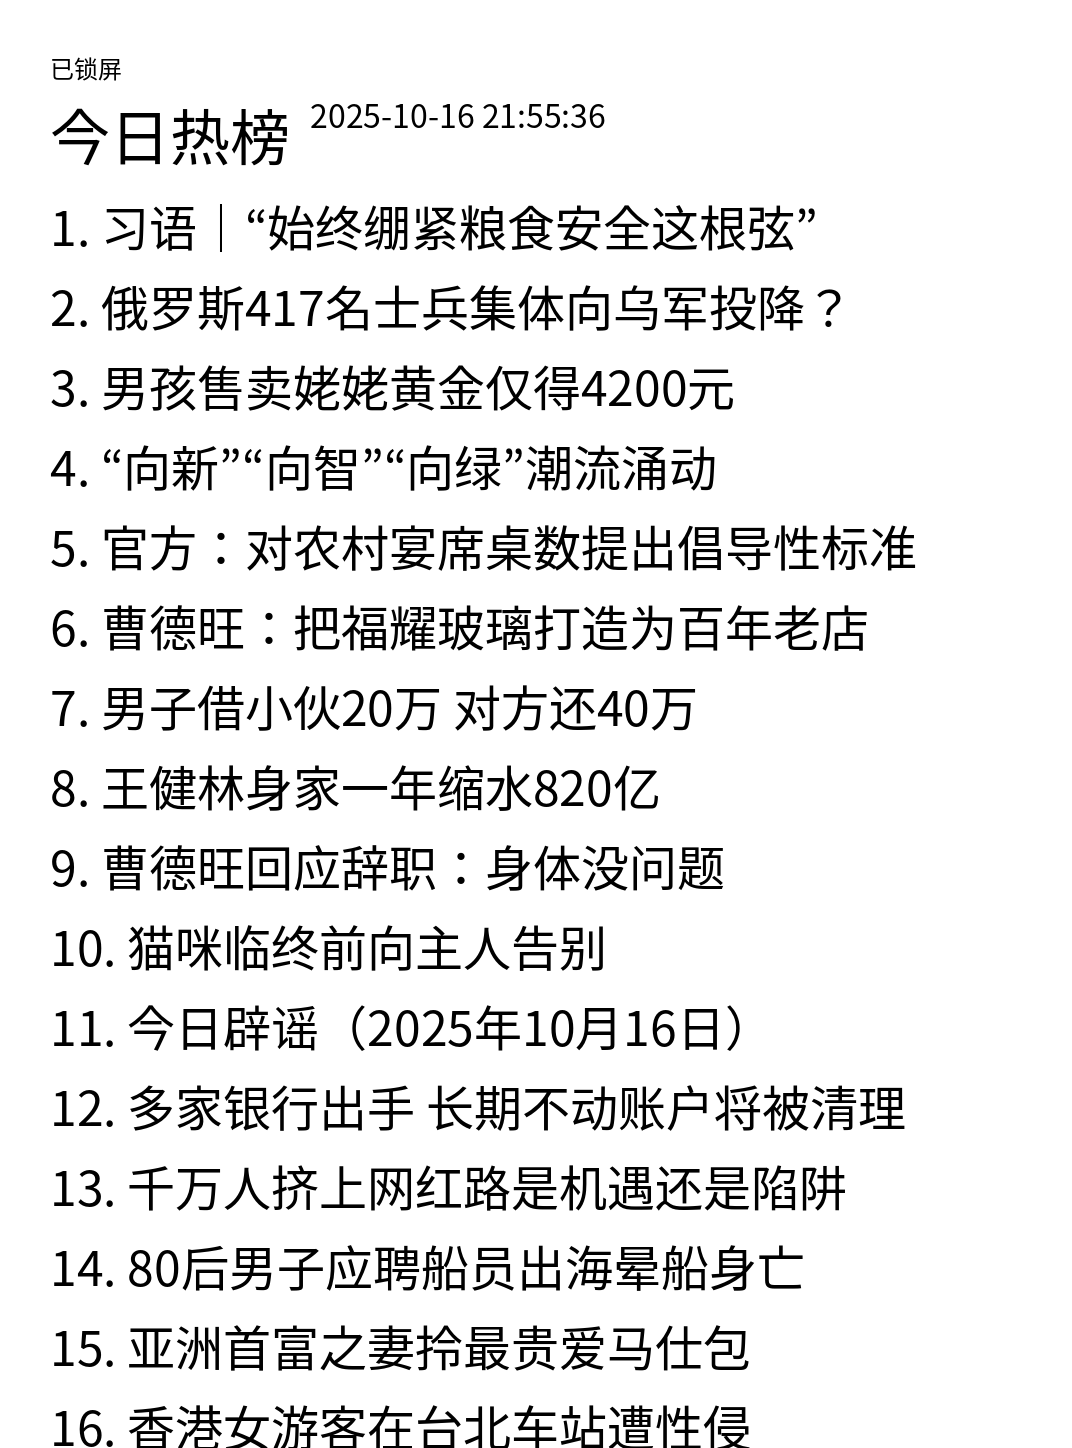 已锁屏
今日热榜 2025-10-16 21:55:36
1. 习语｜“始终绷紧粮食安全这根弦”
2. 俄罗斯417名士兵集体向乌军投降？
3. 男孩售卖姥姥黄金仅得4200元
4. “向新”“向智”“向绿”潮流涌动
5. 官方：对农村宴席桌数提出倡导性标准
6. 曹德旺：把福耀玻璃打造为百年老店
7. 男子借小伙20万 对方还40万
8. 王健林身家一年缩水820亿
9. 曹德旺回应辞职：身体没问题
10. 猫咪临终前向主人告别
11. 今日辟谣（2025年10月16日）
12. 多家银行出手 长期不动账户将被清理
13. 千万人挤上网红路是机遇还是陷阱
14. 80后男子应聘船员出海晕船身亡
15. 亚洲首富之妻拎最贵爱马仕包
16. 香港女游客在台北车站遭性侵